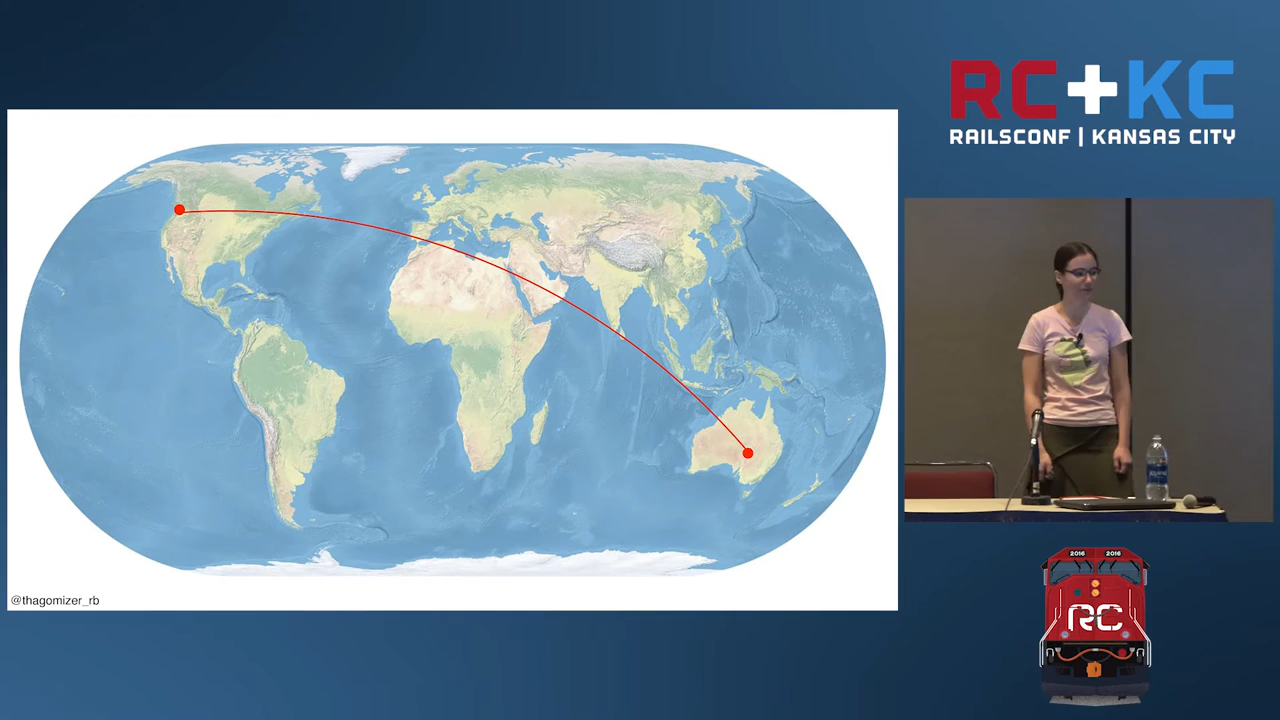 RC+KC
RAILSCONF | KANSAS CITY
@thagomizer_rb
2016 2016
RC